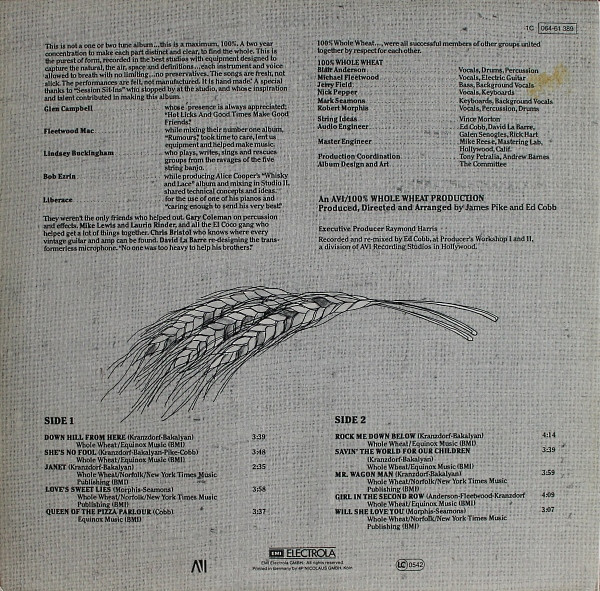 1C 064-61 389
This is not a one or two tune album...this is a maximum, 100%. A two year
concentration to make each part distinct and clear, to find the whole. This is
the purest of form, recorded in the best studios with equipment designed to
capture the natural, the air, space and definitions...each instrument and voice
allowed to breath with no limiting...no preservatives. The songs are fresh, not
slick. The performances are felt, not manufactured. It is hand made! A special
thanks to "Session Sit-Ins" who stopped by at the studio, and whose inspiration
and talent contributed in making this album.
Glen Campbell whose presence is always appreciated;
"Hot Licks And Good Times Make Good
Friends."
Fleetwood Mac while mixing their number one album,
"Rumours," took time to care, lent us
equipment and helped make music.
Lindsey Buckingham who plays, writes, sings and rescues
groups from the ravages of the five
string banjo.
Bob Ezrin while producing Alice Cooper's "Whisky
and Lace" album and mixing in Studio II,
shared technical concepts and ideas.
Liberace for the use of one of his pianos and
"caring enough to send his very best."
They weren't the only friends who helped out. Gary Coleman on percussion
and effects. Mike Lewis and Laurin Rinder, and all the El Coco gang who
helped get a lot of things together. Chris Bristol who knows where every
vintage guitar and amp can be found. David La Barre re-designing the trans-
formerless microphone. "No one was too heavy to help his brothers."
100% Whole Wheat..., were all successful members of other groups united
together by respect for each other.
100% WHOLE WHEAT
Biffr Anderson Vocals, Drums, Percussion
Michael Fleetwood Vocals, Electric Guitar
Jerry Field Bass, Background Vocals
Nick Pepper Vocals, Keyboards
Mark Seamons Keyboards, Background Vocals
Robert Morphis Vocals, Percussion, Drums
String Ideas Vince Morton
Audio Engineer Ed Cobb, David La Barre,
Galen Senogles, Rick Hart
Master Engineer Mike Reese, Mastering Lab,
Hollywood, Calif.
Production Coordination Tony Petralia, Andrew Barnes
Album Design and Art The Committee
An AVI/100% WHOLE WHEAT PRODUCTION
Produced, Directed and Arranged by James Pike and Ed Cobb
Executive Producer Raymond Harris
Recorded and re-mixed by Ed Cobb, at Producer's Workshop I and II,
a division of AVI Recording Studios in Hollywood.
SIDE 1
DOWN HILL FROM HERE (Kranzdorf-Bakalyan) 3:39
Whole Wheat/Equinox Music (BMI)
SHE'S NO FOOL (Kranzdorf-Bakalyan-Pike-Cobb) 3:48
Whole Wheat/Equinox Music (BMI)
JANET (Kranzdorf-Bakalyan) 2:35
Whole Wheat/Norfolk/New York Times Music
Publishing (BMI)
LOVE'S SWEET LIES (Morphis-Seamons) 3:58
Whole Wheat/Norfolk/New York Times Music
Publishing (BMI)
QUEEN OF THE PIZZA PARLOUR (Cobb) 3:37
Equinox Music (BMI)
SIDE 2
ROCK ME DOWN BELOW (Kranzdorf-Bakalyan) 4:14
Whole Wheat/Equinox Music (BMI)
SAVIN' THE WORLD FOR OUR CHILDREN 3:39
(Kranzdorf-Bakalyan)
Whole Wheat/Equinox Music (BMI)
MR. WAGON MAN (Kranzdorf-Bakalyan) 3:59
Whole Wheat/Norfolk/New York Times Music
Publishing (BMI)
GIRL IN THE SECOND ROW (Anderson-Fleetwood-Kranzdorf 4:09
Whole Wheat/Equinox Music (BMI)
WILL SHE LOVE YOU (Morphis-Seamons) 3:07
Whole Wheat/Norfolk/New York Times Music
Publishing (BMI)
AVI
EMI ELECTROLA
EMI Electrola GMBH. All rights reserved.
Printed in Germany by 4P NICOLAUS GMBH, Köln
LC 0542